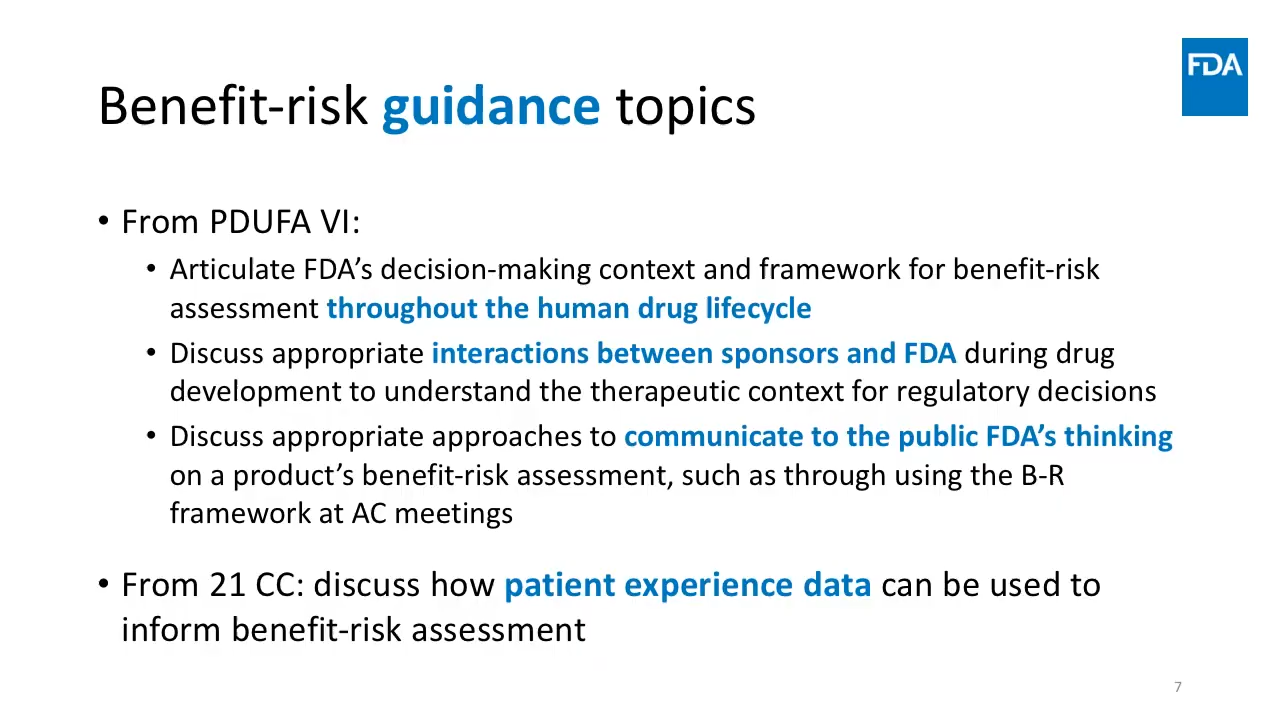 FDA
Benefit-risk guidance topics
• From PDUFA VI:
• Articulate FDA’s decision-making context and framework for benefit-risk
assessment throughout the human drug lifecycle
• Discuss appropriate interactions between sponsors and FDA during drug
development to understand the therapeutic context for regulatory decisions
• Discuss appropriate approaches to communicate to the public FDA’s thinking
on a product’s benefit-risk assessment, such as through using the B-R
framework at AC meetings
• From 21 CC: discuss how patient experience data can be used to
inform benefit-risk assessment
7